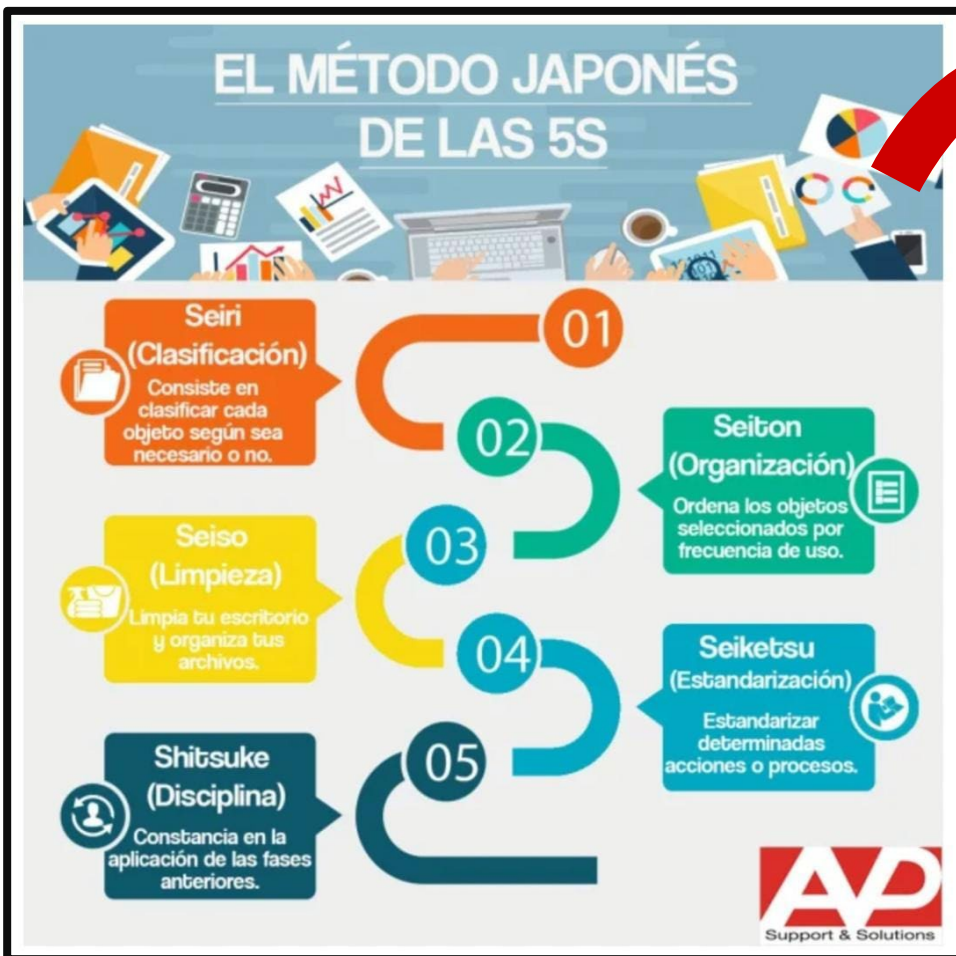 EL MÉTODO JAPONÉS
DE LAS 5S
01
Seiri
(Clasificación)
Consiste en
clasificar cada
objeto según sea
necesario o no.
02
Seiton
(Organización)
Ordena los objetos
seleccionados por
frecuencia de uso.
03
Seiso
(Limpieza)
Limpia tu escritorio
y organiza tus
archivos.
04
Seiketsu
(Estandarización)
Estandarizar
determinadas
acciones o procesos.
05
Shitsuke
(Disciplina)
Constancia en la
aplicación de las fases
anteriores.
AP
Support & Solutions